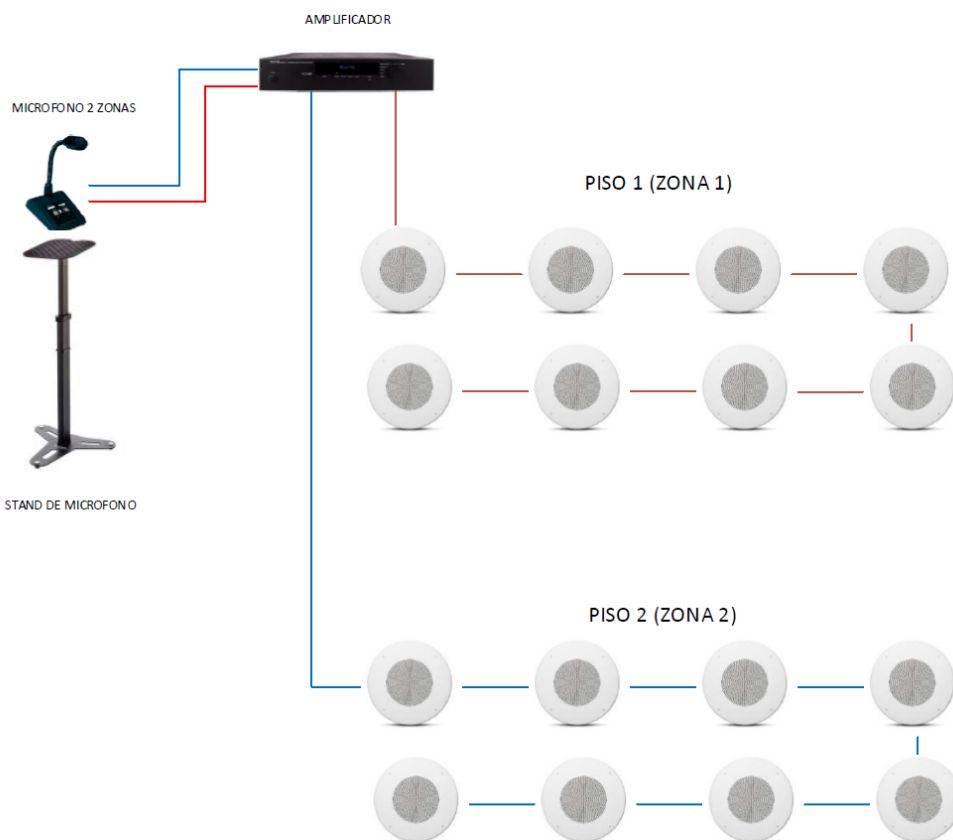 AMPLIFICADOR
MICROFONO 2 ZONAS
PISO 1 (ZONA 1)
STAND DE MICROFONO
PISO 2 (ZONA 2)